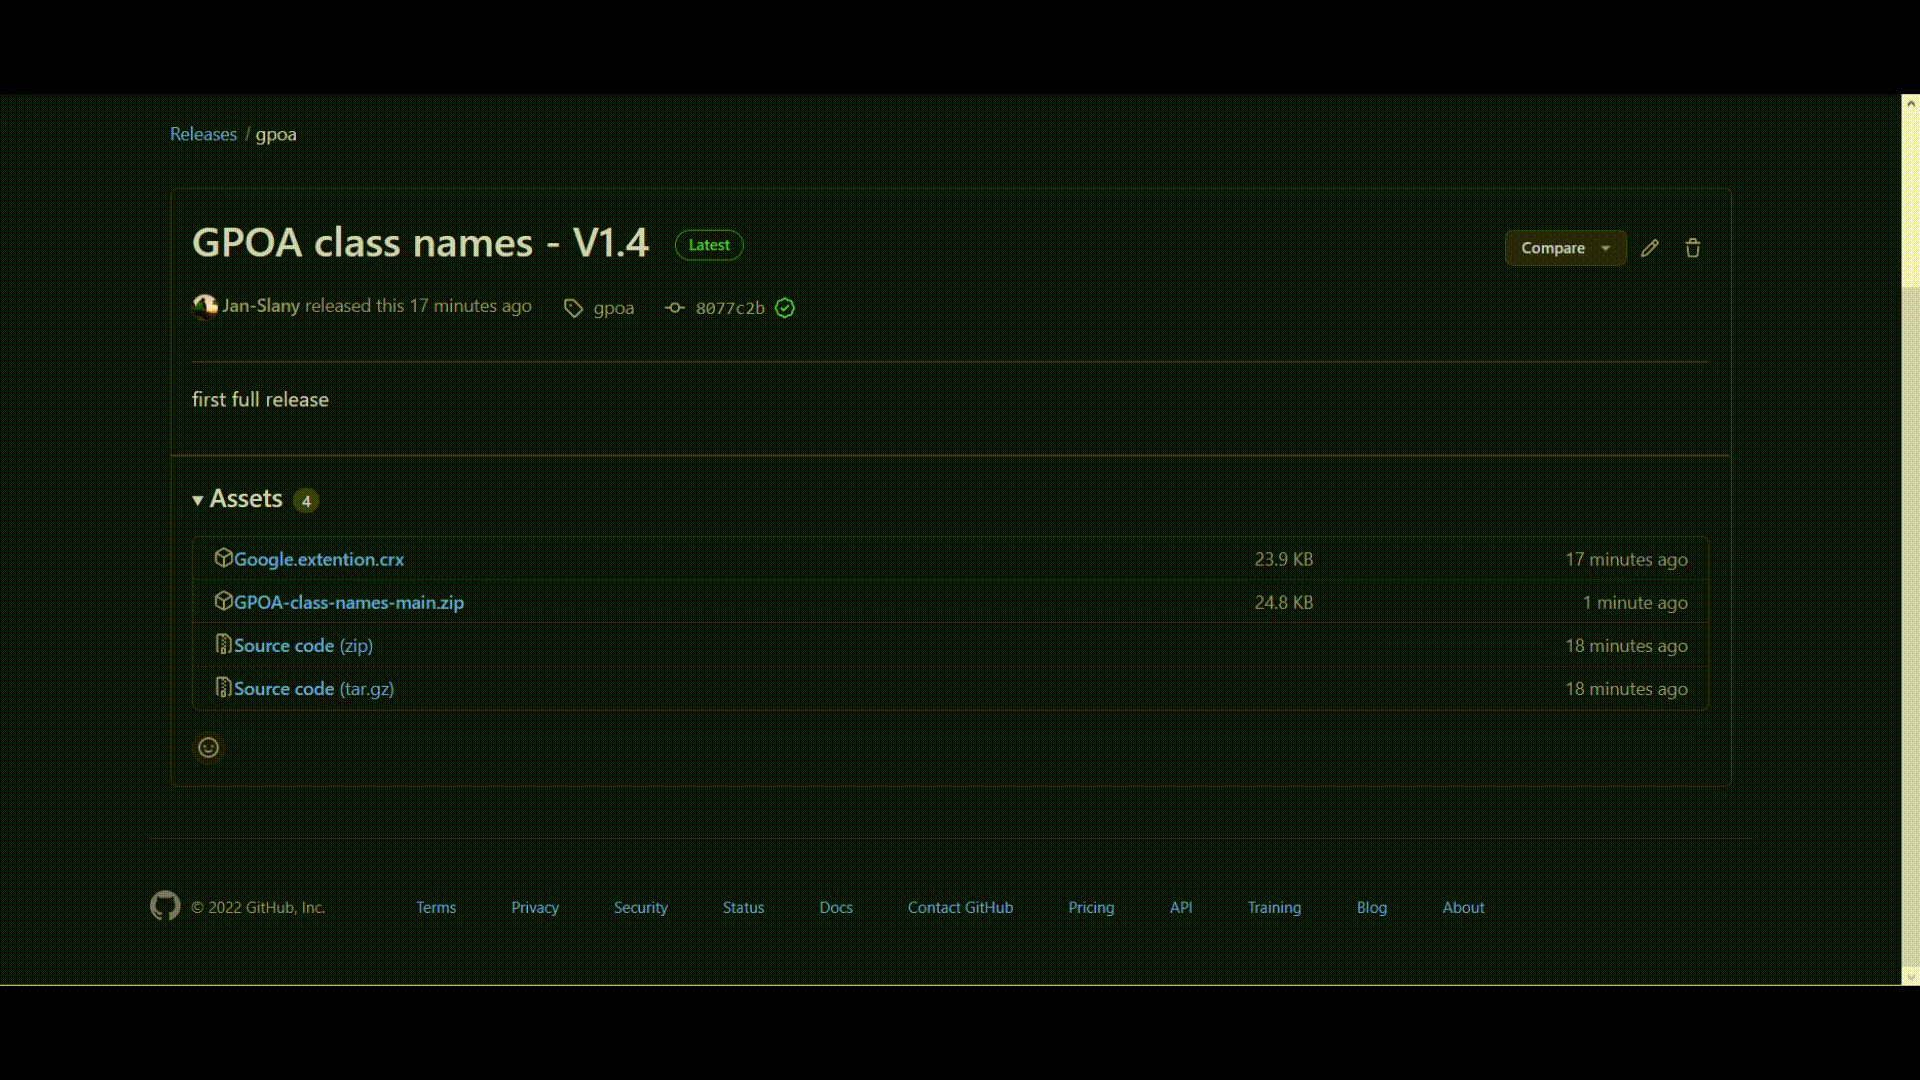 Releases / gpoa
GPOA class names - V1.4 Latest
Compare
Jan-Slany released this 17 minutes ago gpoa 8077c2b
first full release
Assets 4
Google.extention.crx 23.9 KB 17 minutes ago
GPOA-class-names-main.zip 24.8 KB 1 minute ago
Source code (zip) 18 minutes ago
Source code (tar.gz) 18 minutes ago
© 2022 GitHub, Inc. Terms Privacy Security Status Docs Contact GitHub Pricing API Training Blog About